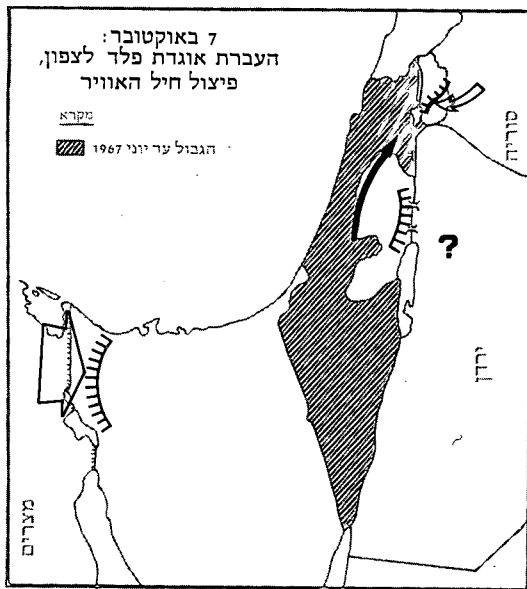 7 באוקטובר:
העברת אוגדת פלד לצפון,
פיצול חיל האוויר
מקרא
הגבול עד יוני 1967
סוריה
?
ירדן
מצרים